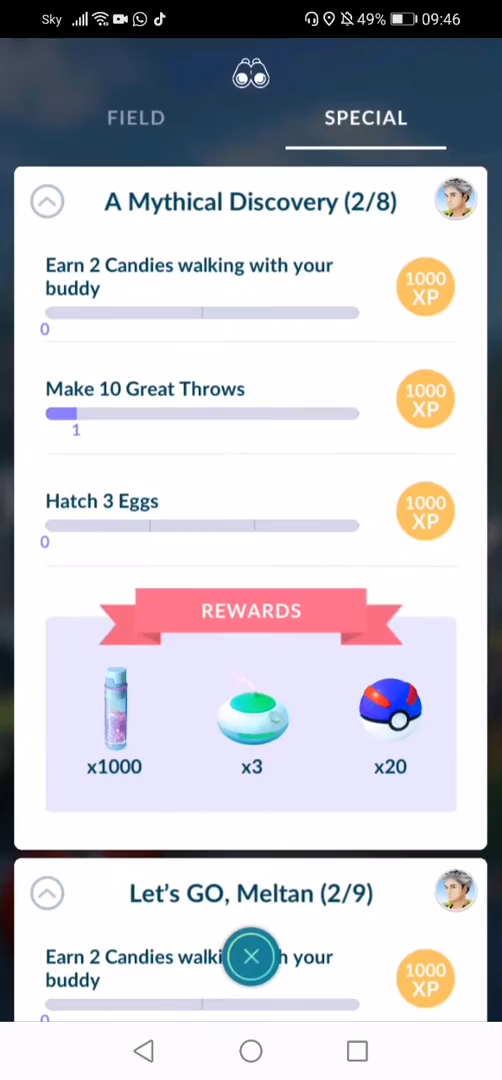 Sky 49% 09:46
FIELD SPECIAL
A Mythical Discovery (2/8)
Earn 2 Candies walking with your
buddy
1000
XP
0
Make 10 Great Throws
1000
XP
1
Hatch 3 Eggs
1000
XP
0
REWARDS
x1000 x3 x20
Let's GO, Meltan (2/9)
Earn 2 Candies walki h your
buddy
1000
XP
0